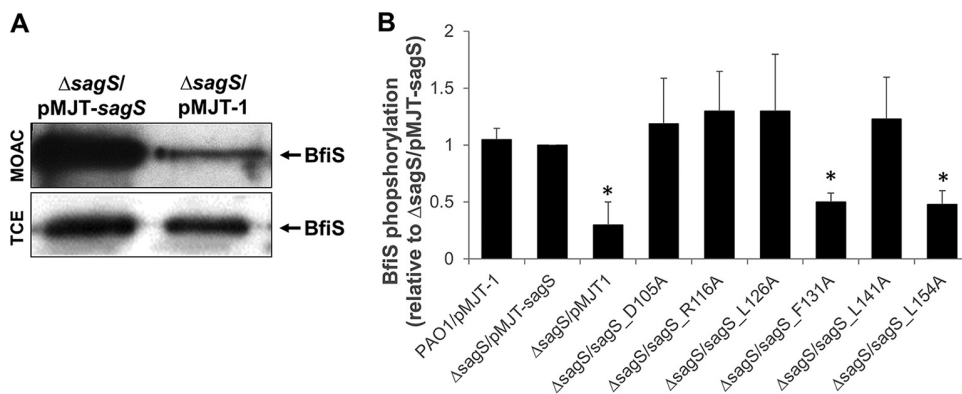 A
ΔsagS/
pMJT-sagS
ΔsagS/
pMJT-1
MOAC
BfiS
TCE
BfiS
B
BfiS phopshorylation
(relative to ΔsagS/pMJT-sagS)
2
1.5
1
0.5
0
*
*
*
PAO1/pMJT-1
ΔsagS/pMJT-sagS
ΔsagS/pMJT1
ΔsagS/sagS_D105A
ΔsagS/sagS_R116A
ΔsagS/sagS_L126A
ΔsagS/sagS_F131A
ΔsagS/sagS_L141A
ΔsagS/sagS_L154A